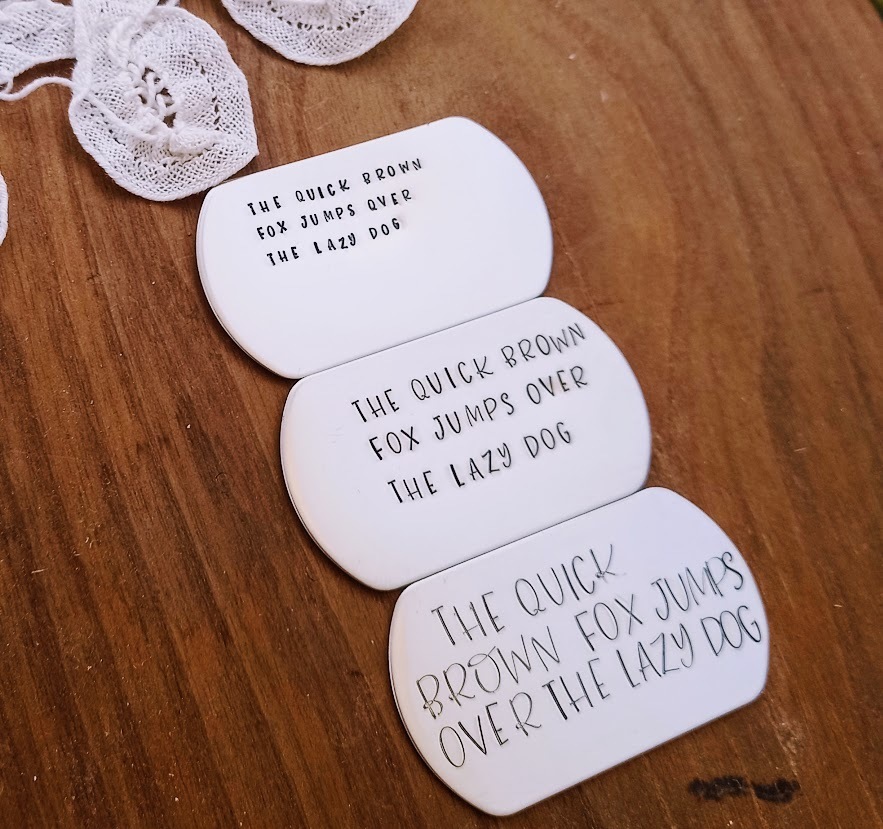 THE QUICK BROWN
FOX JUMPS OVER
THE LAZY DOG
THE QUICK BROWN
FOX JUMPS OVER
THE LAZY DOG
THE QUICK
BROWN FOX JUMPS
OVER THE LAZY DOG